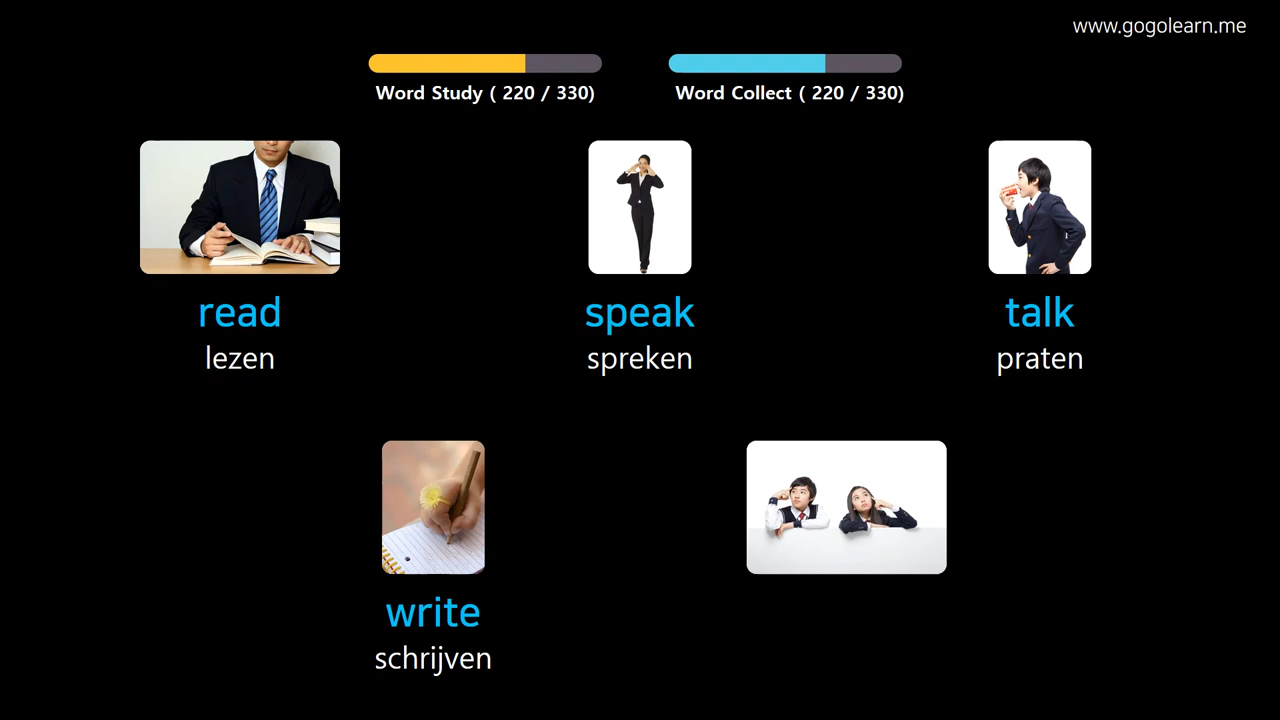 www.gogolearn.me
Word Study ( 220 / 330)
Word Collect ( 220 / 330)
read
lezen
speak
spreken
talk
praten
write
schrijven